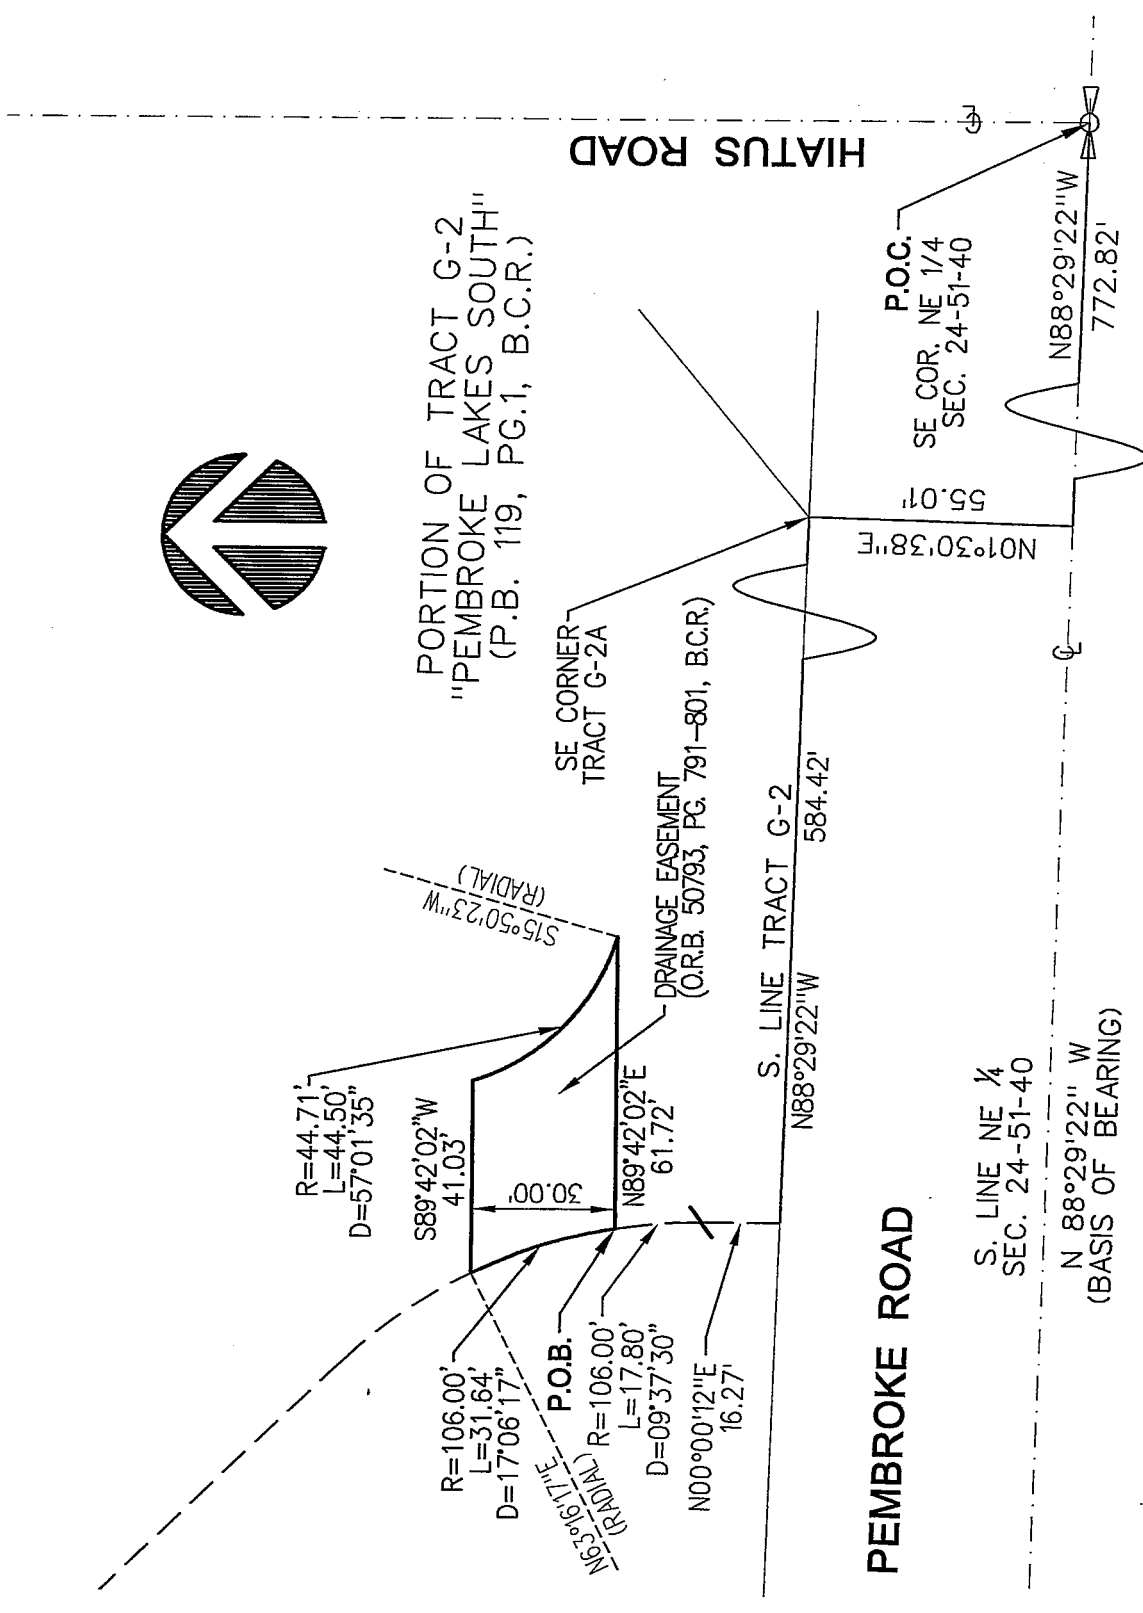 PORTION OF TRACT G-2
"PEMBROKE LAKES SOUTH"
(P.B. 119, PG.1, B.C.R.)
HIATUS ROAD
R=44.71'
L=44.50'
D=57°01'35"
S15°50'23"W
(RADIAL)
S89°42'02"W
41.03'
30.00'
N89°42'02"E
61.72'
R=106.00'
L=31.64'
D=17°06'17"
N63°16'17"E
(RADIAL)
P.O.B.
R=106.00'
L=17.80'
D=09°37'30"
N00°00'12"E
16.27'
SE CORNER
TRACT G-2A
DRAINAGE EASEMENT
(O.R.B. 50793, PG. 791-801, B.C.R.)
S. LINE TRACT G-2
N88°29'22"W
584.42'
N01°30'38"E
55.01'
P.O.C.
SE COR. NE 1/4
SEC. 24-51-40
N88°29'22"W
772.82'
PEMBROKE ROAD
S. LINE NE ¼
SEC. 24-51-40
N 88°29'22" W
(BASIS OF BEARING)
℄
℄